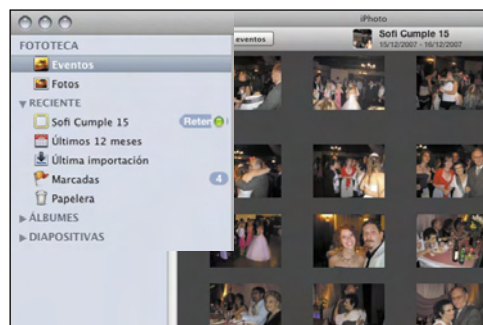 iPhoto
FOTOTECA
eventos
Sofi Cumple 15
15/12/2007 - 16/12/2007
Eventos
Fotos
RECIENTE
Sofi Cumple 15
Últimos 12 meses
Última importación
Marcadas
4
Papelera
ÁLBUMES
DIAPOSITIVAS